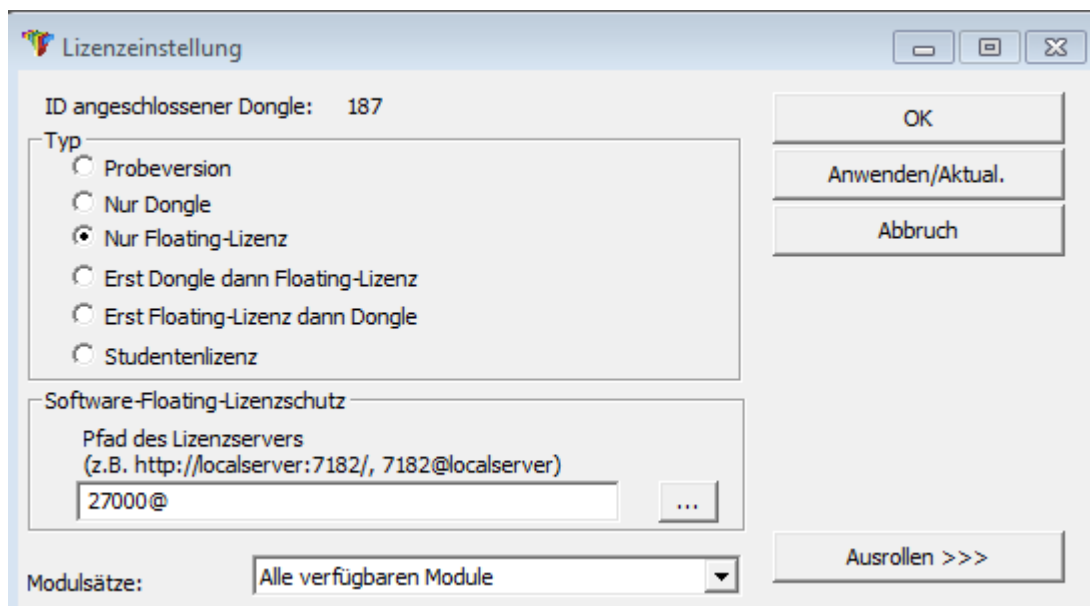 Lizenzeinstellung
ID angeschlossener Dongle: 187
OK
Typ
Anwenden/Aktual.
Probeversion
Nur Dongle
Abbruch
Nur Floating-Lizenz
Erst Dongle dann Floating-Lizenz
Erst Floating-Lizenz dann Dongle
Studentenlizenz
Software-Floating-Lizenzschutz
Pfad des Lizenzservers
(z.B. http://localserver:7182/, 7182@localserver)
27000@
...
Ausrollen >>>
Modulsätze: Alle verfügbaren Module